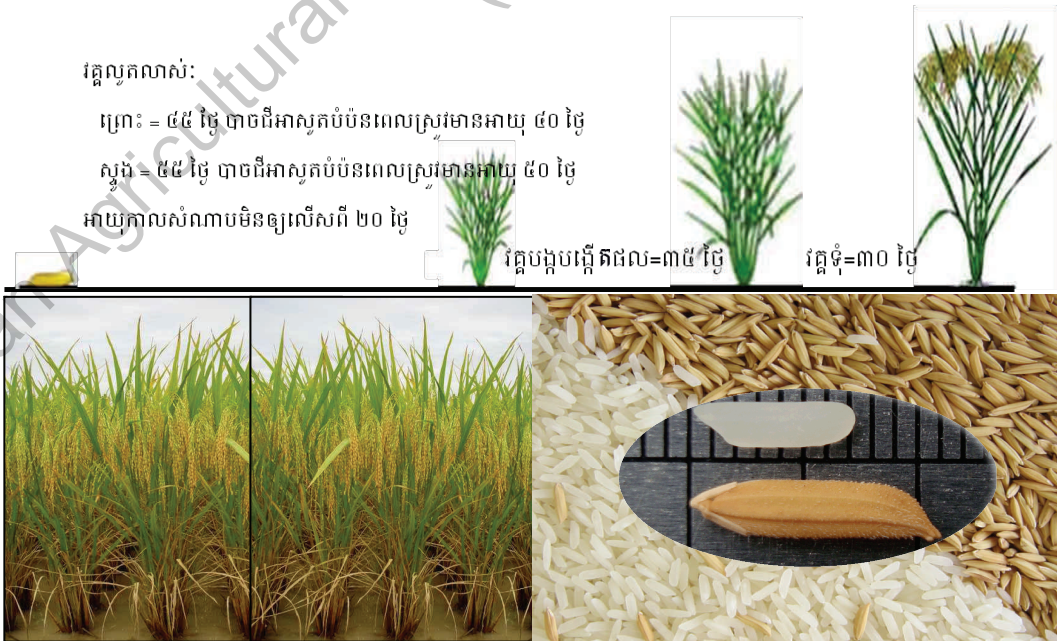 វគ្គលូតលាស់:
ព្រោះ = ៤៥ ថ្ងៃ បាចជីអាសូតបំប៉នពេលស្រូវមានអាយុ ៤០ ថ្ងៃ
ស្ទូង = ៥៥ ថ្ងៃ បាចជីអាសូតបំប៉នពេលស្រូវមានអាយុ ៥០ ថ្ងៃ
អាយុកាលសំណាបមិនឲ្យលើសពី ២០ ថ្ងៃ
វគ្គបង្កបង្កើតផល=៣៥ ថ្ងៃ
វគ្គទុំ=៣០ ថ្ងៃ
Agricultural